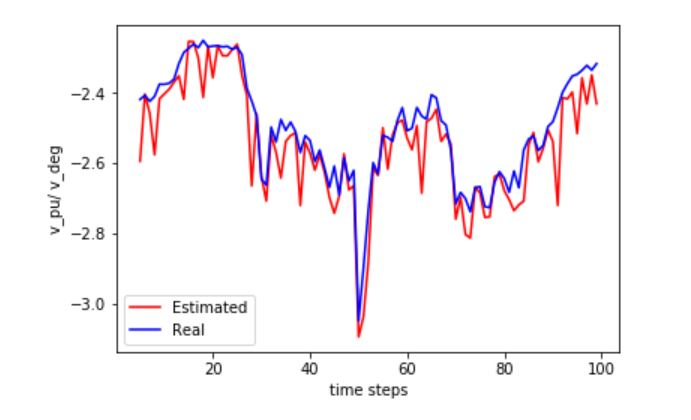 v_pu/ v_deg
−2.4
−2.6
−2.8
−3.0
Estimated
Real
20 40 60 80 100
time steps